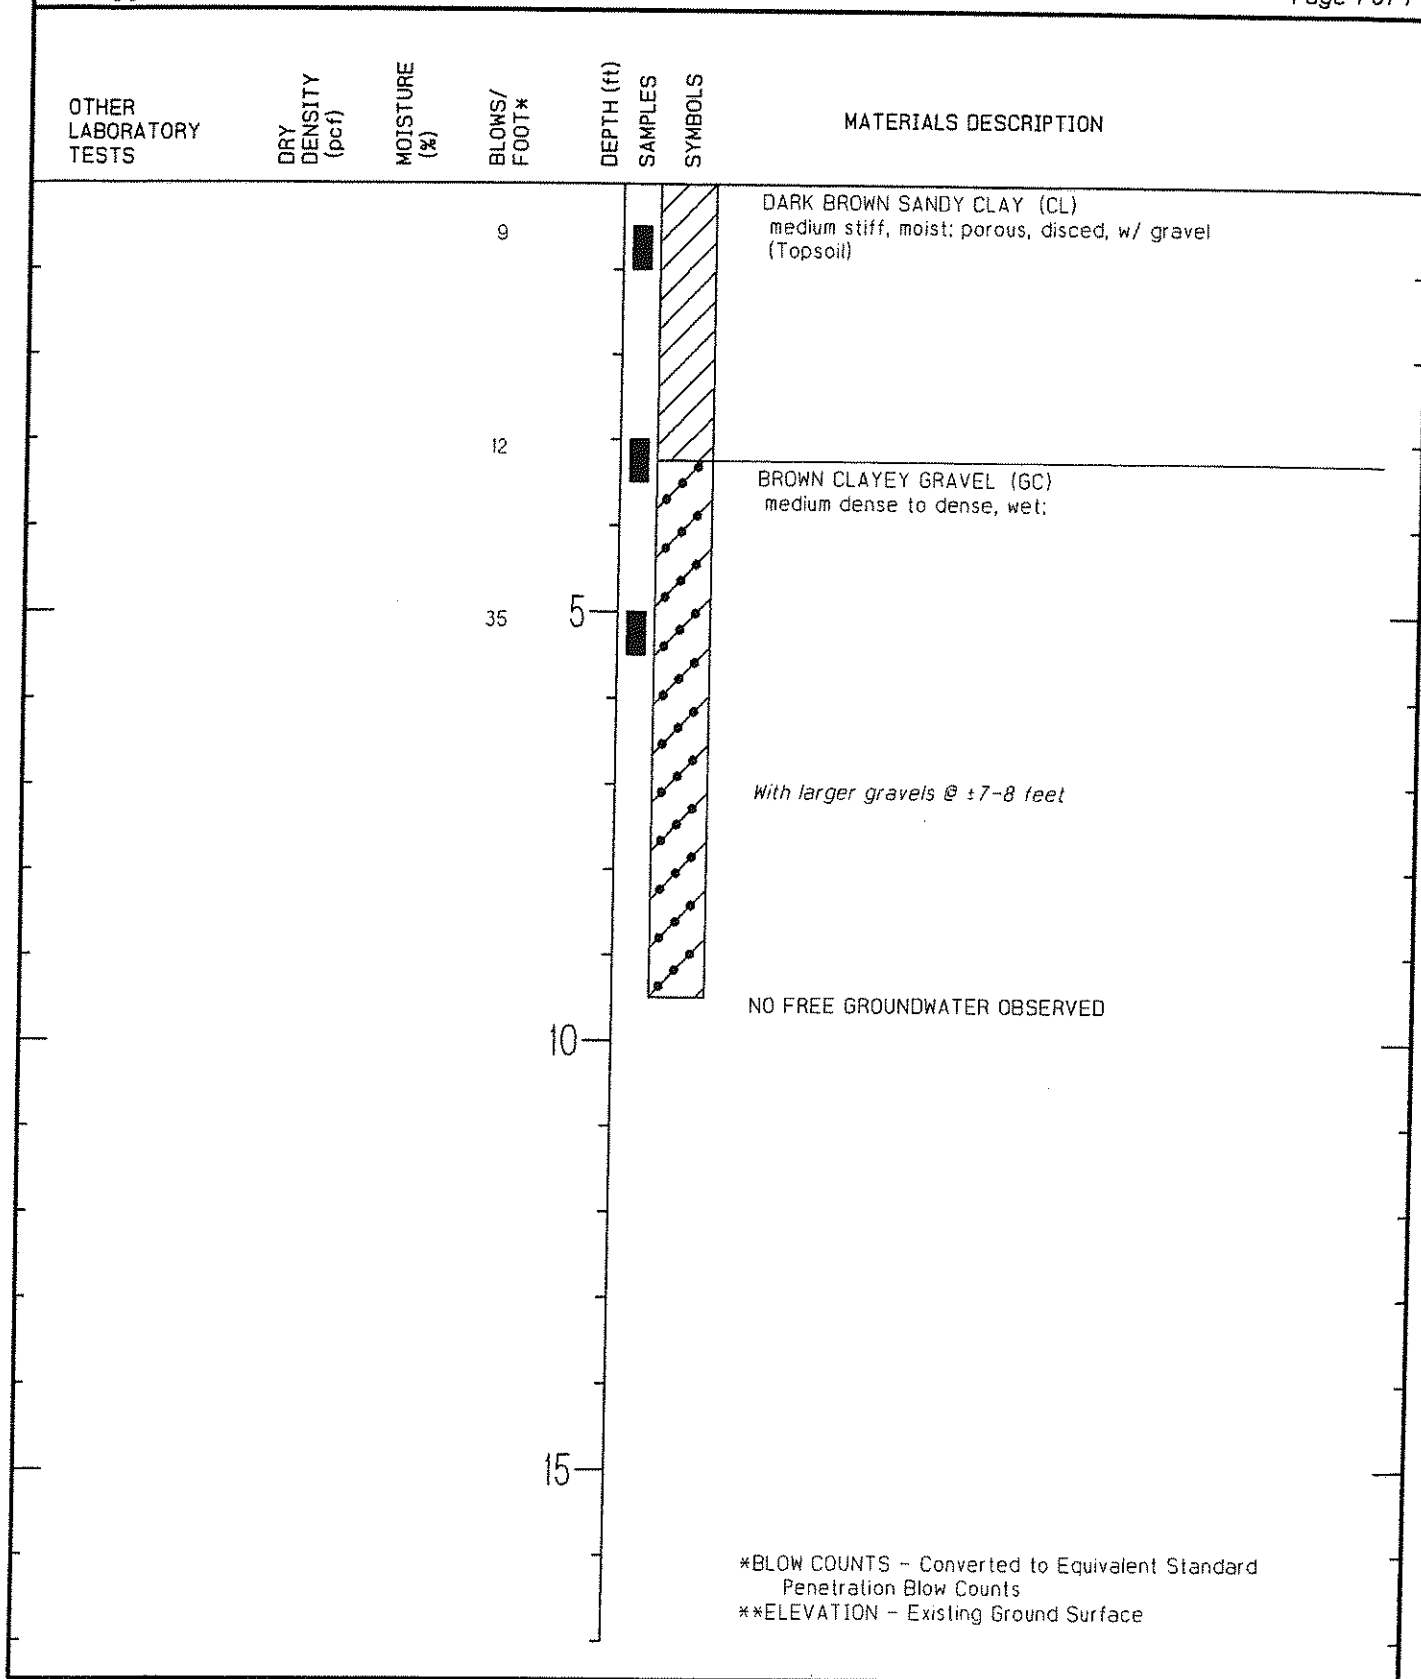 Page 1 of 1
OTHER
LABORATORY
TESTS
DRY
DENSITY
(pcf)
MOISTURE
(%)
BLOWS/
FOOT*
DEPTH (ft)
SAMPLES
SYMBOLS
MATERIALS DESCRIPTION
DARK BROWN SANDY CLAY (CL)
9
medium stiff, moist; porous, disced, w/ gravel
(Topsoil)
12
BROWN CLAYEY GRAVEL (GC)
medium dense to dense, wet;
35
5
With larger gravels @ ±7-8 feet
NO FREE GROUNDWATER OBSERVED
10
15
*BLOW COUNTS - Converted to Equivalent Standard
Penetration Blow Counts
**ELEVATION - Existing Ground Surface